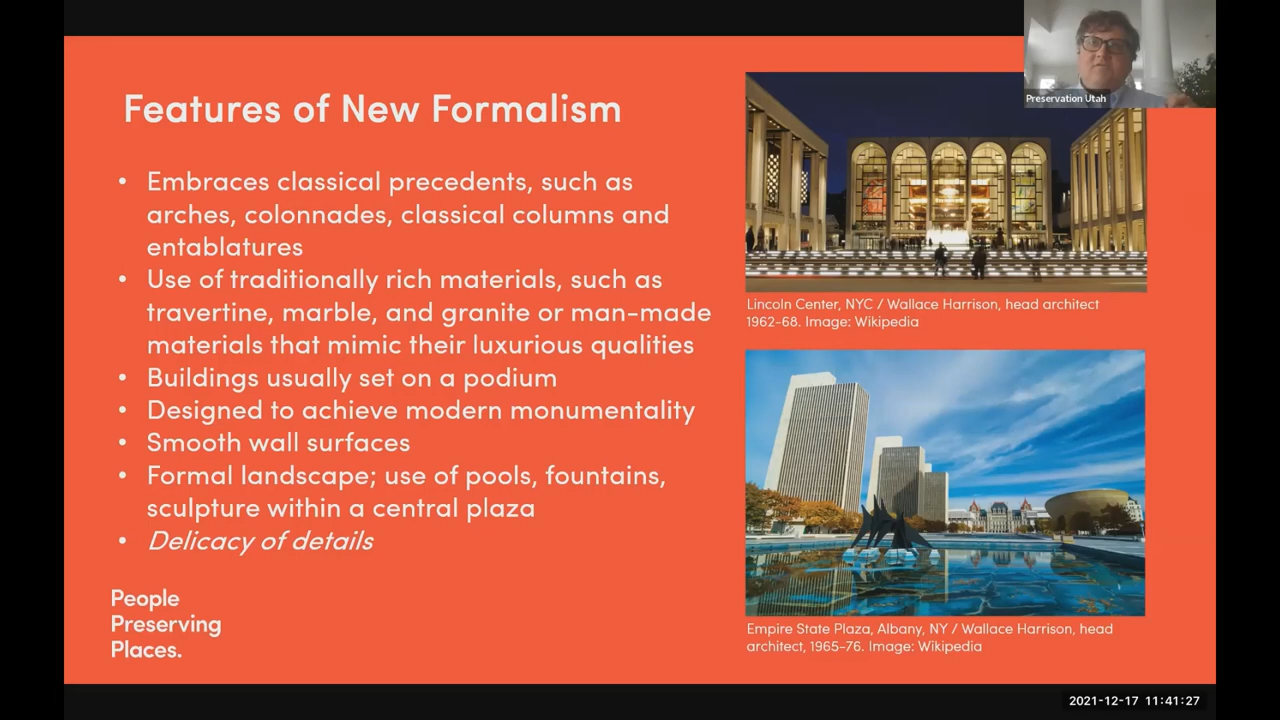 Preservation Utah
Features of New Formalism
• Embraces classical precedents, such as
arches, colonnades, classical columns and
entablatures
• Use of traditionally rich materials, such as
travertine, marble, and granite or man-made
materials that mimic their luxurious qualities
• Buildings usually set on a podium
• Designed to achieve modern monumentality
• Smooth wall surfaces
• Formal landscape; use of pools, fountains,
sculpture within a central plaza
• Delicacy of details
People
Preserving
Places.
Lincoln Center, NYC / Wallace Harrison, head architect
1962-68. Image: Wikipedia
Empire State Plaza, Albany, NY / Wallace Harrison, head
architect, 1965-76. Image: Wikipedia
2021-12-17 11:41:27